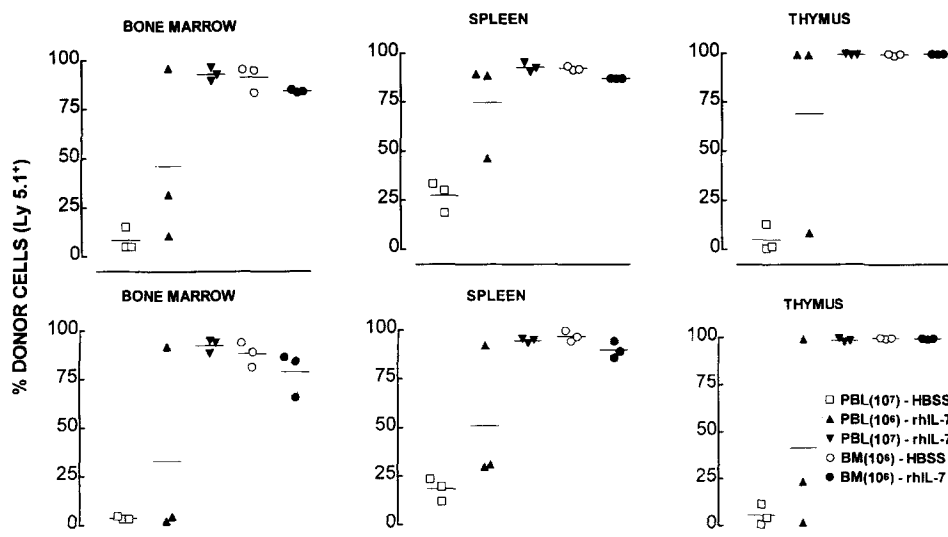 BONE MARROW
SPLEEN
THYMUS
100
75
50
25
0
100
75
50
25
0
100
75
50
25
0
% DONOR CELLS (Ly 5.1⁺)
BONE MARROW
SPLEEN
THYMUS
100
75
50
25
0
100
75
50
25
0
100
75
50
25
0
□ PBL(10⁷) - HBSS
▲ PBL(10⁶) - rhIL-7
▼ PBL(10⁷) - rhIL-7
○ BM(10⁶) - HBSS
● BM(10⁶) - rhIL-7